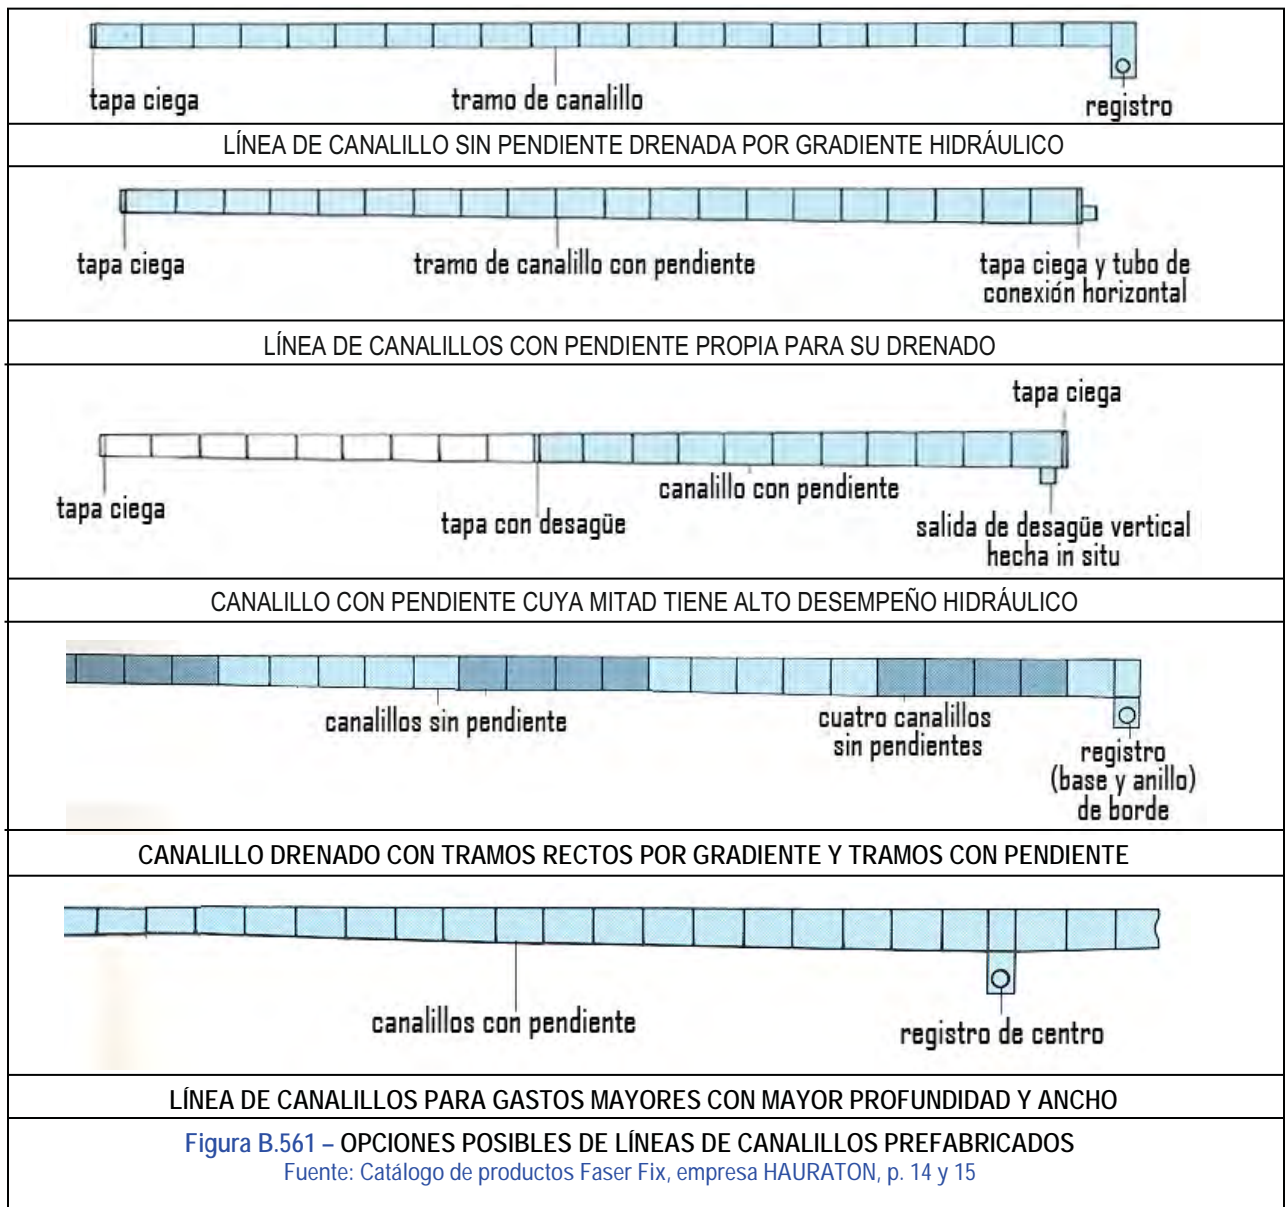 tapa ciega
tramo de canalillo
registro
LÍNEA DE CANALILLO SIN PENDIENTE DRENADA POR GRADIENTE HIDRÁULICO
tapa ciega
tramo de canalillo con pendiente
tapa ciega y tubo de
conexión horizontal
LÍNEA DE CANALILLOS CON PENDIENTE PROPIA PARA SU DRENADO
tapa ciega
tapa ciega
tapa con desagüe
canalillo con pendiente
salida de desagüe vertical
hecha in situ
CANALILLO CON PENDIENTE CUYA MITAD TIENE ALTO DESEMPEÑO HIDRÁULICO
canalillos sin pendiente
cuatro canalillos
sin pendientes
registro
(base y anillo)
de borde
CANALILLO DRENADO CON TRAMOS RECTOS POR GRADIENTE Y TRAMOS CON PENDIENTE
canalillos con pendiente
registro de centro
LÍNEA DE CANALILLOS PARA GASTOS MAYORES CON MAYOR PROFUNDIDAD Y ANCHO
Figura B.561 – OPCIONES POSIBLES DE LÍNEAS DE CANALILLOS PREFABRICADOS
Fuente: Catálogo de productos Faser Fix, empresa HAURATON, p. 14 y 15